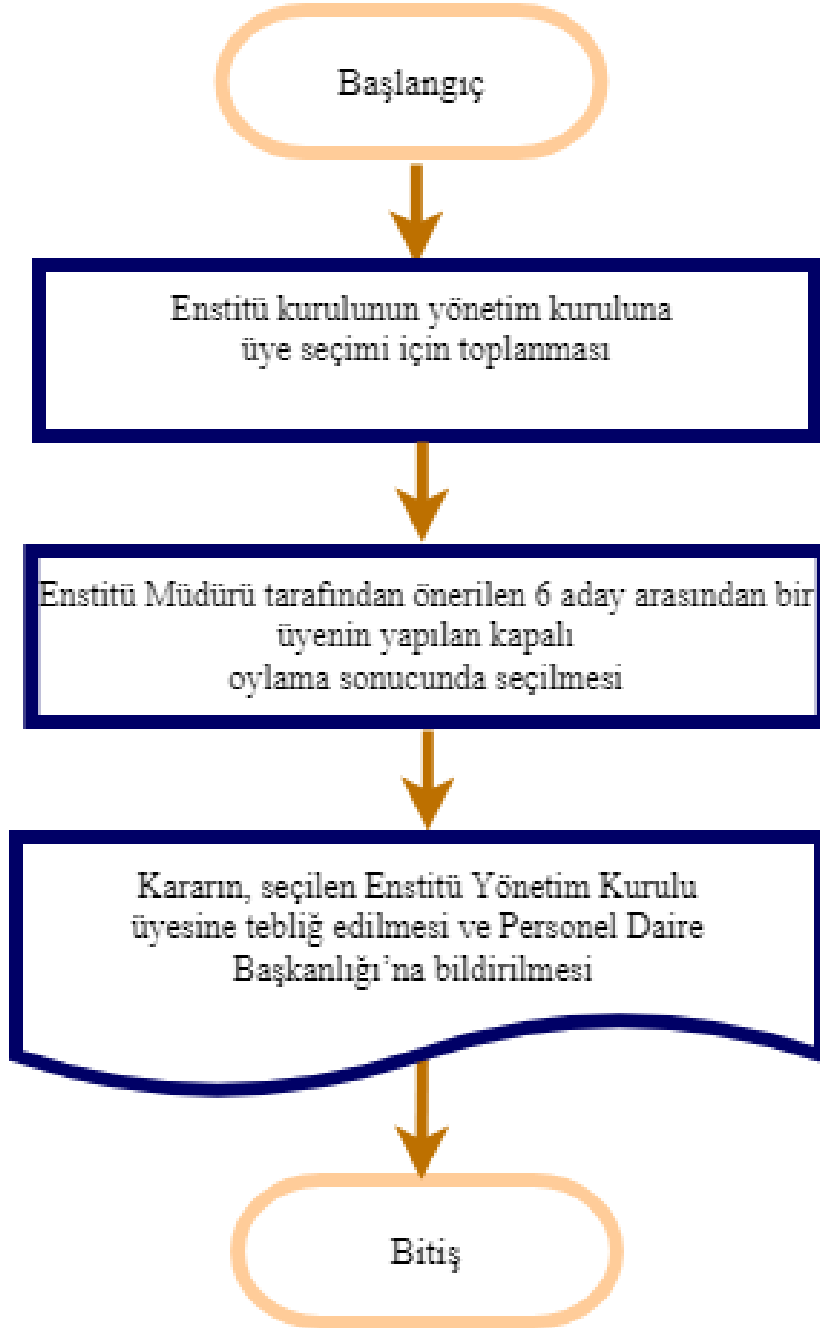 Başlangıç
Enstitü kurulunun yönetim kuruluna
üye seçimi için toplanması
Enstitü Müdürü tarafından önerilen 6 aday arasından bir
üyenin yapılan kapalı
oylama sonucunda seçilmesi
Kararın, seçilen Enstitü Yönetim Kurulu
üyesine tebliğ edilmesi ve Personel Daire
Başkanlığı’na bildirilmesi
Bitiş